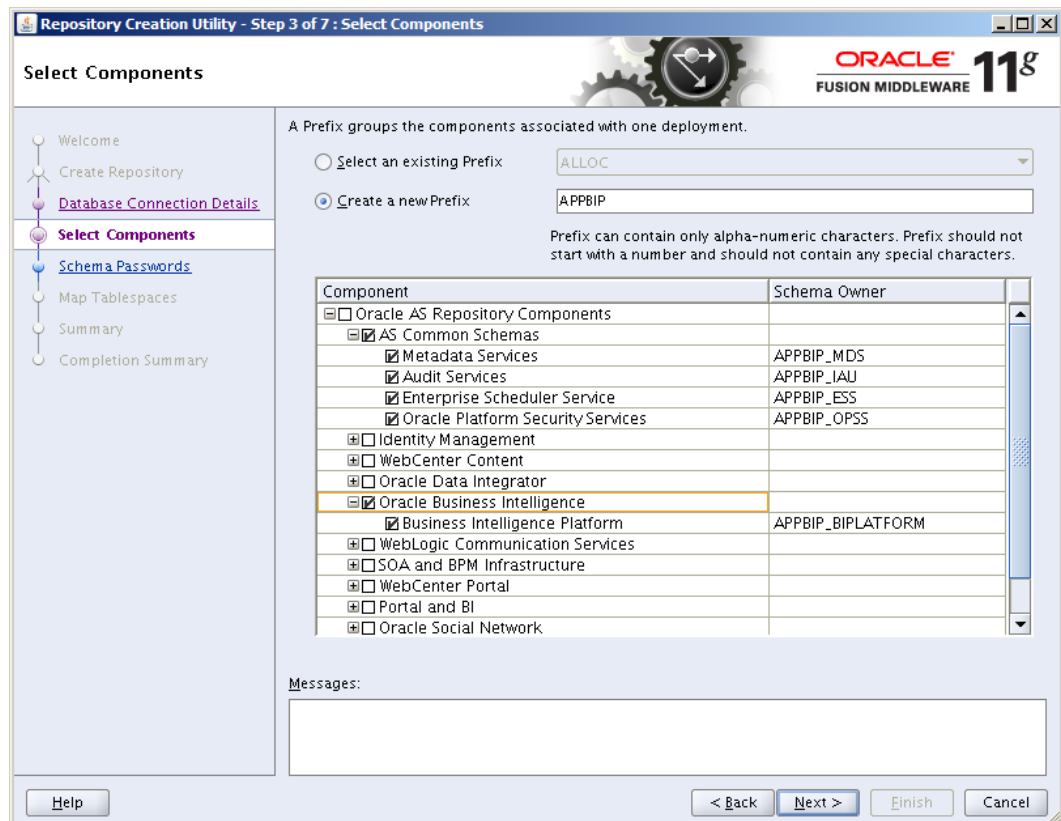 Repository Creation Utility - Step 3 of 7 : Select Components
Select Components
ORACLE
FUSION MIDDLEWARE 11g
Welcome
Create Repository
Database Connection Details
Select Components
Schema Passwords
Map Tablespaces
Summary
Completion Summary
A Prefix groups the components associated with one deployment.
Select an existing Prefix ALLOC
Create a new Prefix APPBIP
Prefix can contain only alpha-numeric characters. Prefix should not
start with a number and should not contain any special characters.
Component Schema Owner
Oracle AS Repository Components
AS Common Schemas
Metadata Services APPBIP_MDS
Audit Services APPBIP_IAU
Enterprise Scheduler Service APPBIP_ESS
Oracle Platform Security Services APPBIP_OPSS
Identity Management
WebCenter Content
Oracle Data Integrator
Oracle Business Intelligence
Business Intelligence Platform APPBIP_BIPLATFORM
WebLogic Communication Services
SOA and BPM Infrastructure
WebCenter Portal
Portal and BI
Oracle Social Network
Messages:
Help < Back Next > Finish Cancel